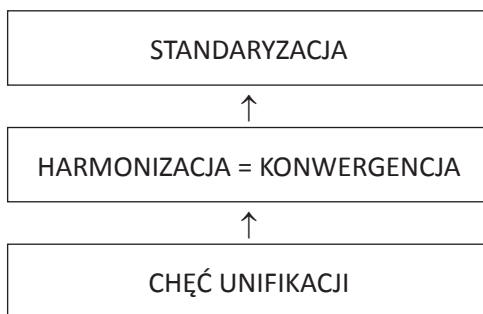 STANDARYZACJA
↑
HARMONIZACJA = KONWERGENCJA
↑
CHĘĆ UNIFIKACJI